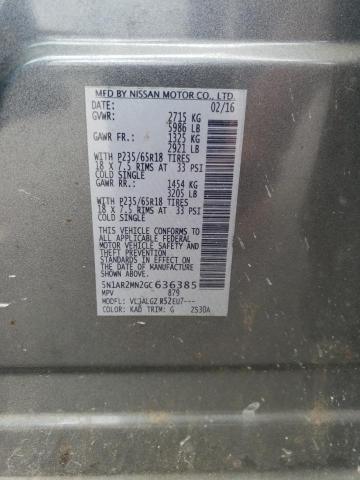 MFD BY NISSAN MOTOR CO., LTD.
DATE: 02/16
GVWR: 2715 KG
5986 LB
GAWR FR.: 1325 KG
2921 LB
WITH P235/65R18 TIRES
18 X 7.5 RIMS AT 33 PSI
COLD SINGLE
GAWR RR.: 1454 KG
3205 LB
WITH P235/65R18 TIRES
18 X 7.5 RIMS AT 33 PSI
COLD SINGLE
THIS VEHICLE CONFORMS TO ALL
APPLICABLE FEDERAL MOTOR
VEHICLE SAFETY AND
THEFT PREVENTION
STANDARDS IN EFFECT ON THE
DATE OF MANUFACTURE SHOWN
ABOVE.
5N1AR2MN2GC636385
MPV 879
MODEL: R52EU7---
COLOR: KAD TRIM: G 2S30A